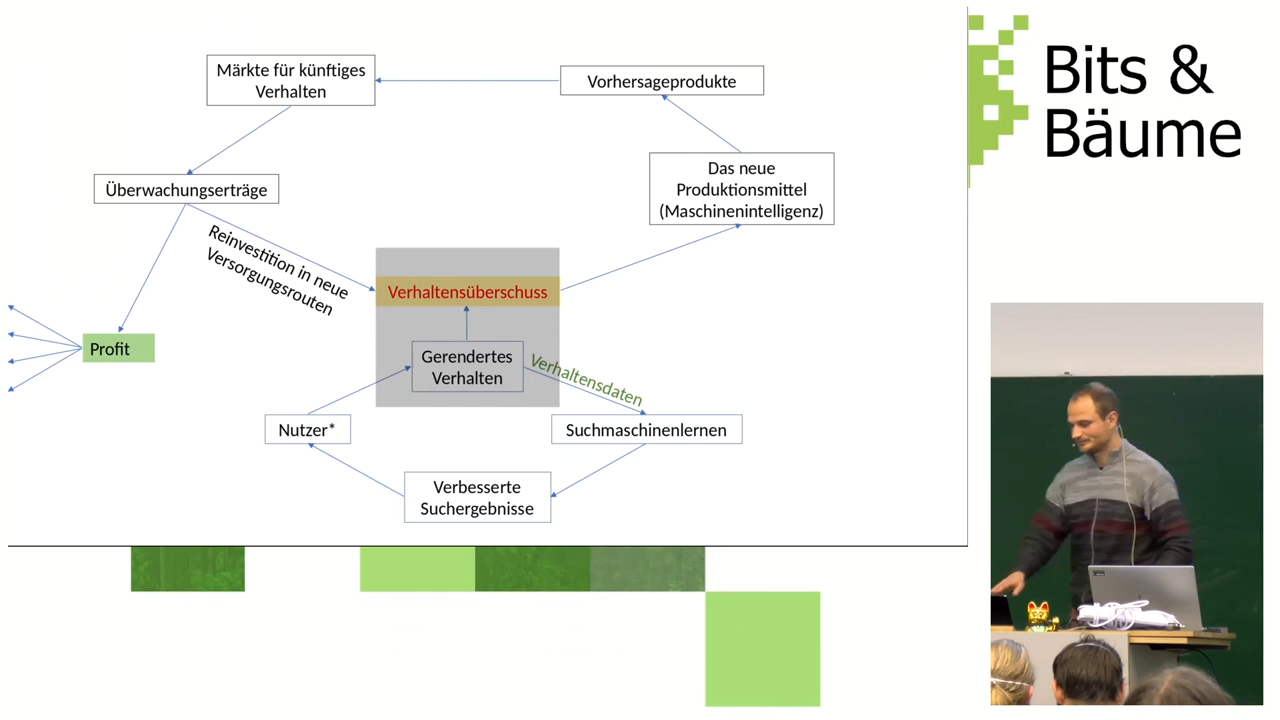 Märkte für künftiges
Verhalten
Vorhersageprodukte
Das neue
Produktionsmittel
(Maschinenintelligenz)
Überwachungserträge
Reinvestition in neue
Versorgungsrouten
Verhaltensüberschuss
Profit
Gerendertes
Verhalten
Verhaltensdaten
Nutzer*
Suchmaschinenlernen
Verbesserte
Suchergebnisse
Bits &
Bäume